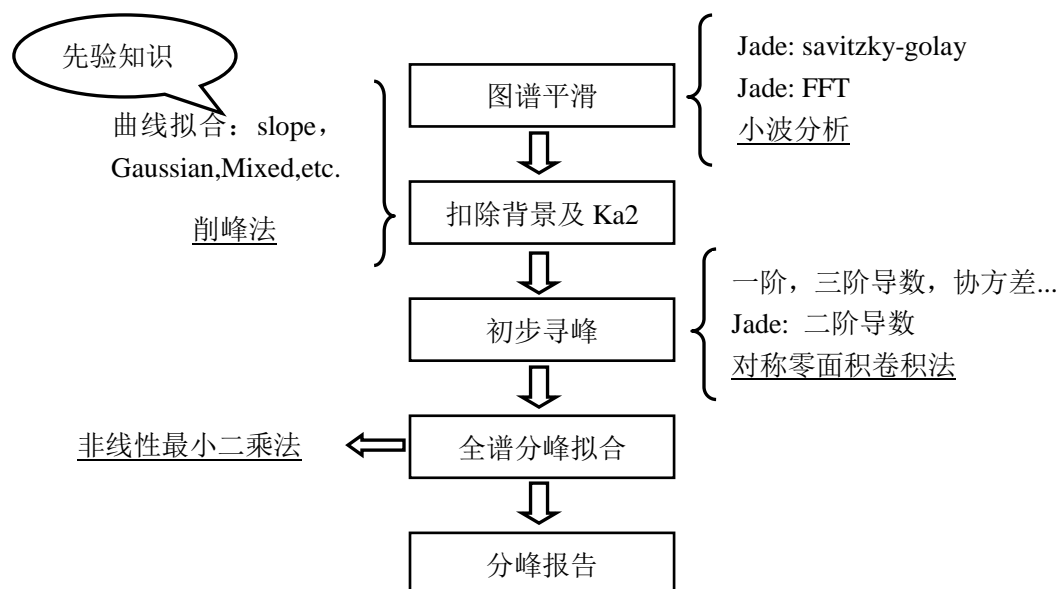 先验知识
曲线拟合：slope，
Gaussian,Mixed,etc.
削峰法
图谱平滑
Jade: savitzky-golay
Jade: FFT
小波分析
扣除背景及 Ka2
初步寻峰
一阶，三阶导数，协方差...
Jade: 二阶导数
对称零面积卷积法
全谱分峰拟合
非线性最小二乘法
分峰报告